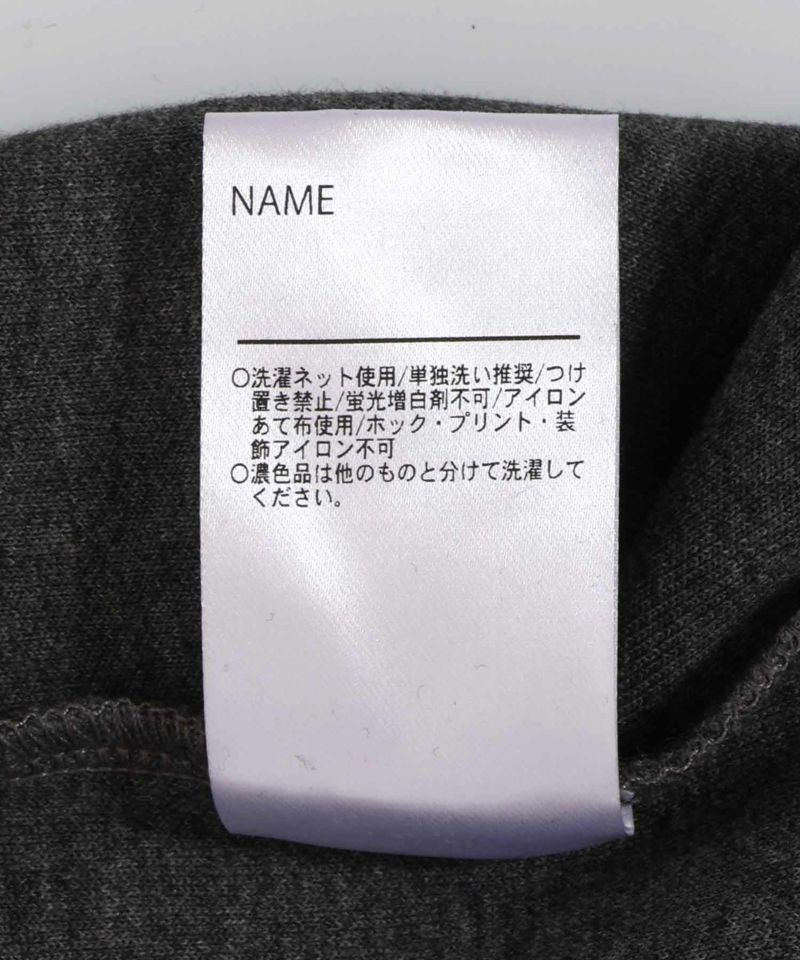 NAME
○洗濯ネット使用/単独洗い推奨/つけ
置き禁止/蛍光増白剤不可/アイロン
あて布使用/ホック・プリント・装
飾アイロン不可
○濃色品は他のものと分けて洗濯して
ください。